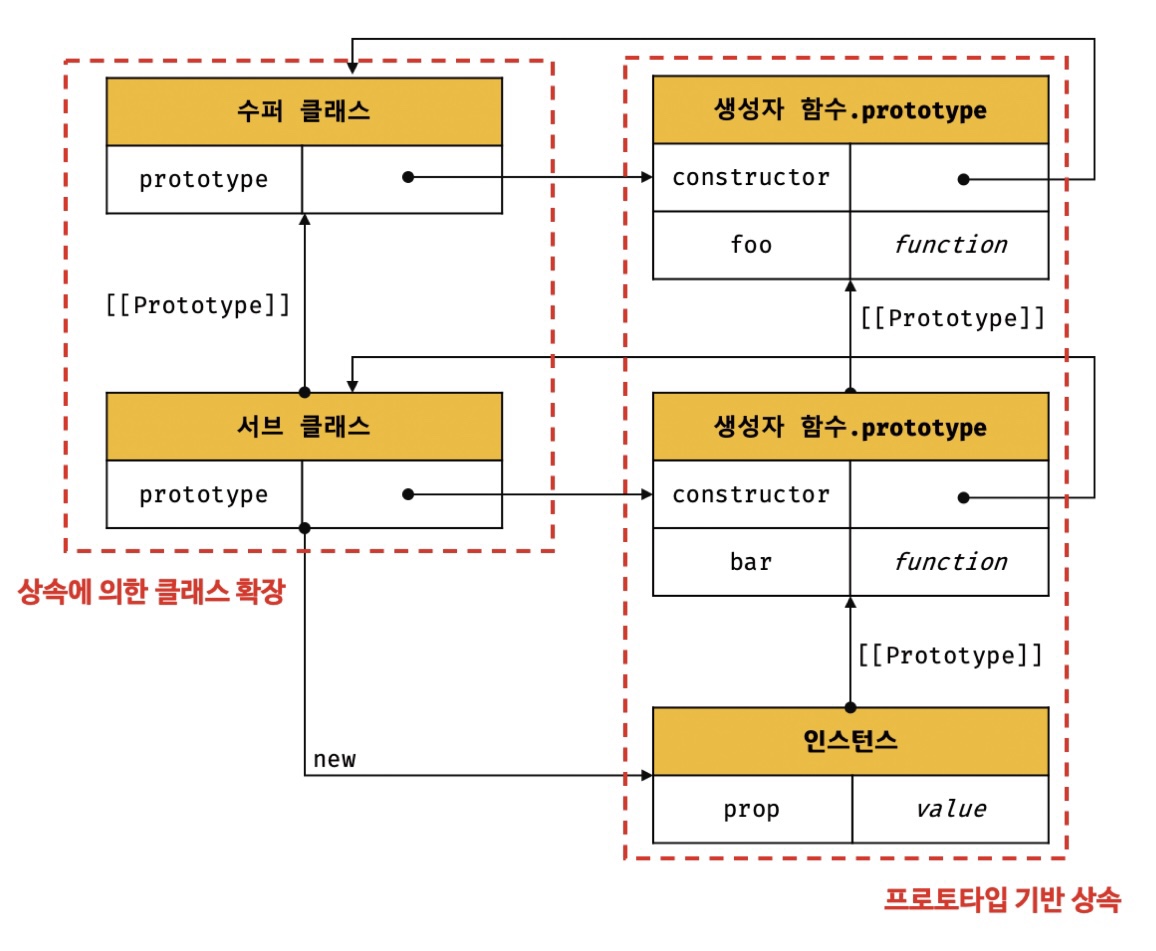 수퍼 클래스
생성자 함수.prototype
prototype
constructor
foo
function
[[Prototype]]
[[Prototype]]
서브 클래스
생성자 함수.prototype
prototype
constructor
bar
function
상속에 의한 클래스 확장
[[Prototype]]
인스턴스
new
prop
value
프로토타입 기반 상속